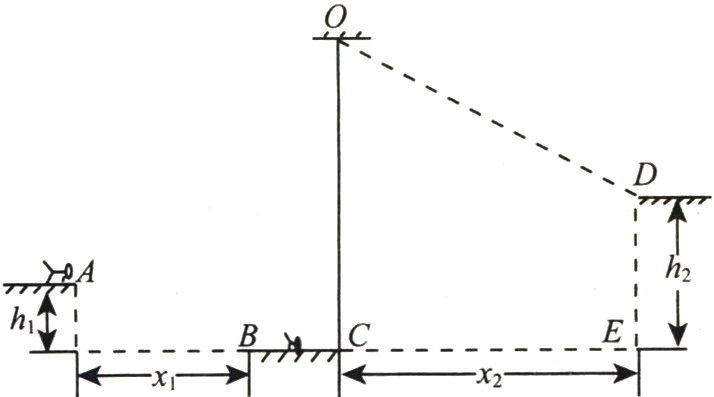 O
D
A
h₁
h₂
B
C
E
x₁
x₂